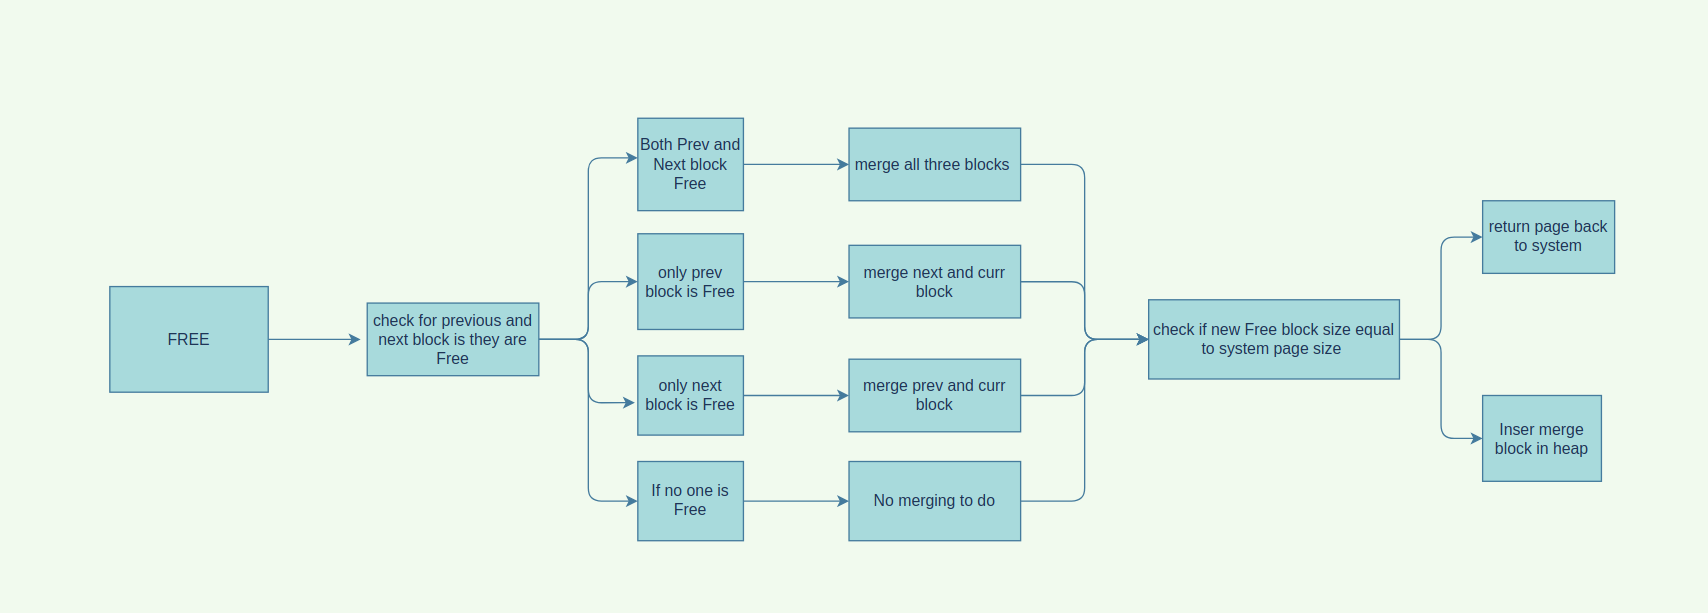 FREE
check for previous and
next block is they are
Free
Both Prev and
Next block
Free
merge all three blocks
only prev
block is Free
merge next and curr
block
only next
block is Free
merge prev and curr
block
If no one is
Free
No merging to do
check if new Free block size equal
to system page size
return page back
to system
Inser merge
block in heap